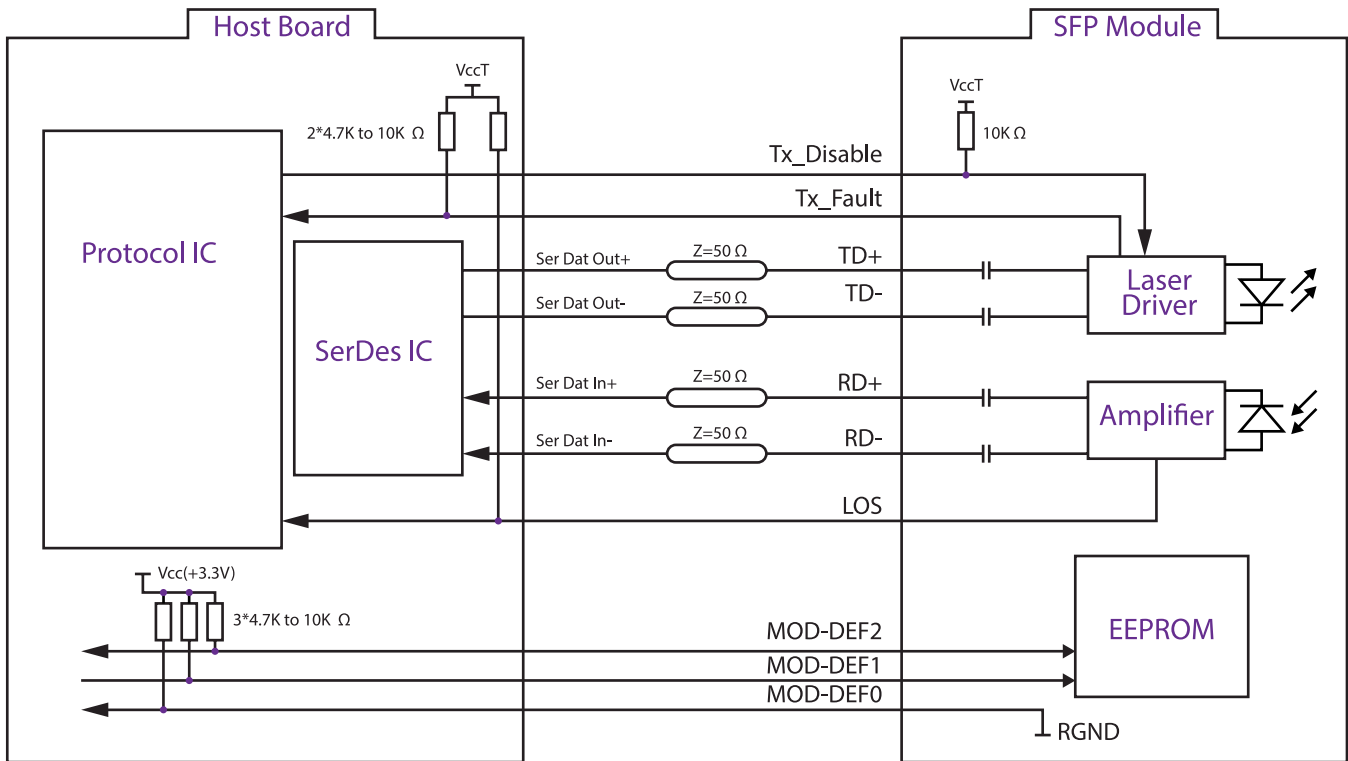 Host Board
SFP Module
VccT
VccT
2*4.7K to 10K Ω
10K Ω
Tx_Disable
Tx_Fault
Protocol IC
Ser Dat Out+
Z=50 Ω
TD+
Laser
Driver
Ser Dat Out-
Z=50 Ω
TD-
SerDes IC
Ser Dat In+
Z=50 Ω
RD+
Amplifier
Ser Dat In-
Z=50 Ω
RD-
LOS
Vcc(+3.3V)
3*4.7K to 10K Ω
MOD-DEF2
EEPROM
MOD-DEF1
MOD-DEF0
RGND